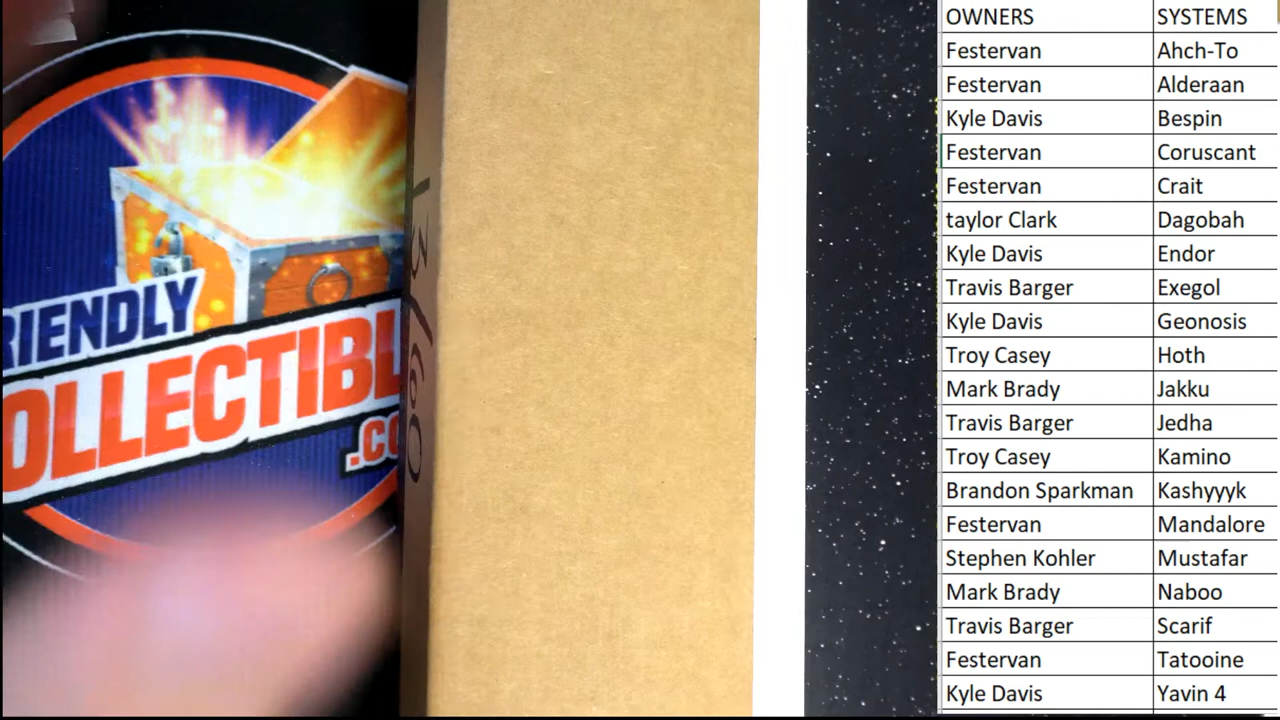 RIENDLY
OLLECTIBL
.CO
13/60
OWNERS SYSTEMS
Festervan Ahch-To
Festervan Alderaan
Kyle Davis Bespin
Festervan Coruscant
Festervan Crait
taylor Clark Dagobah
Kyle Davis Endor
Travis Barger Exegol
Kyle Davis Geonosis
Troy Casey Hoth
Mark Brady Jakku
Travis Barger Jedha
Troy Casey Kamino
Brandon Sparkman Kashyyyk
Festervan Mandalore
Stephen Kohler Mustafar
Mark Brady Naboo
Travis Barger Scarif
Festervan Tatooine
Kyle Davis Yavin 4